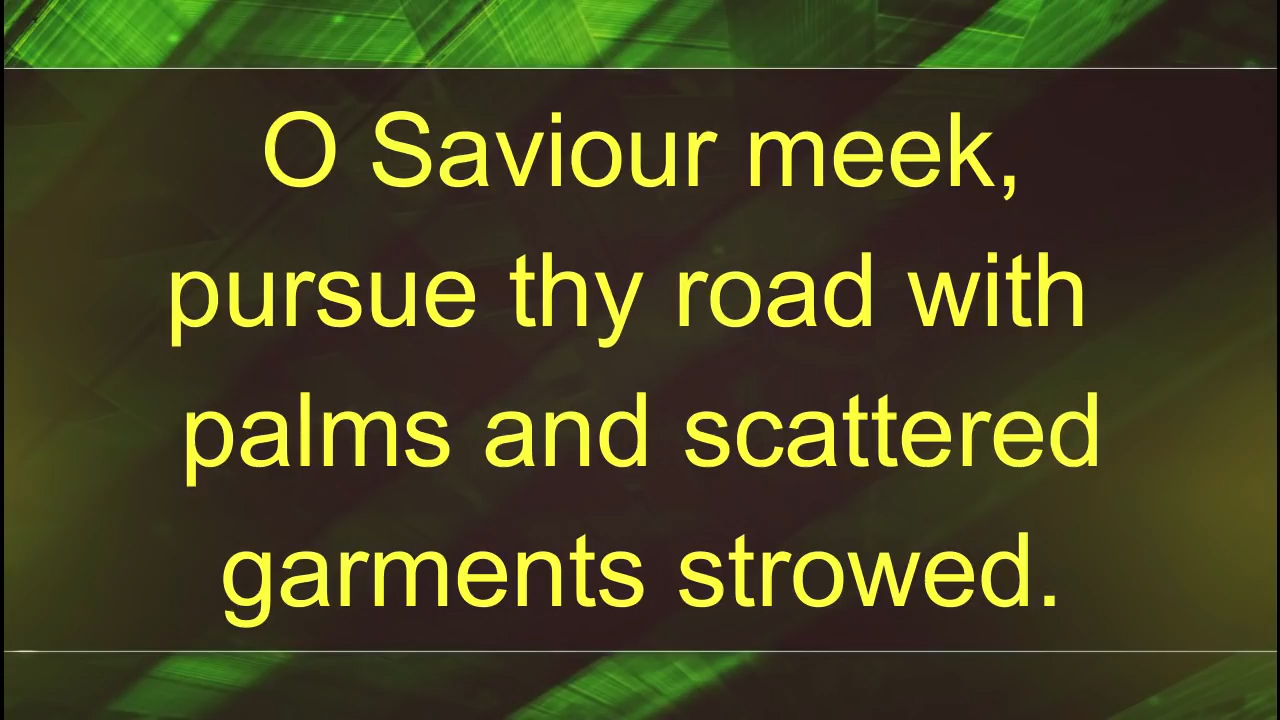 O Saviour meek,
pursue thy road with
palms and scattered
garments strowed.